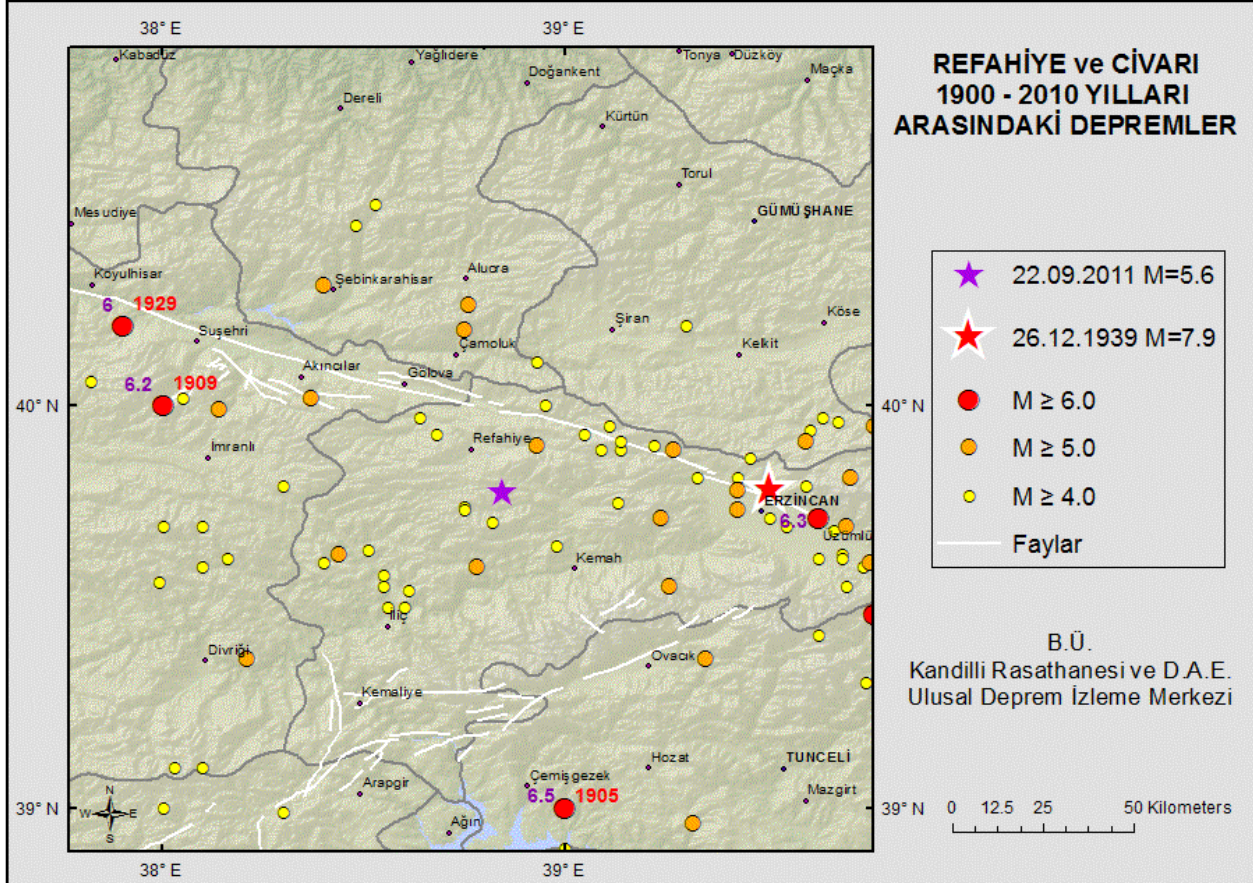 38° E
39° E
Kabadüz
Yağlıdere
Tonya
Düzköy
Doğankent
Maçka
Dereli
Kürtün
Torul
GÜMÜŞHANE
Mesudiye
Koyulhisar
Şebinkarahisar
Alucra
6
1929
Suşehri
Şiran
Köse
Çamoluk
Kelkit
Akıncılar
Gölova
6.2
1909
40° N
40° N
İmranlı
Refahiye
ERZİNCAN
6.3
Üzümlü
Kemah
İliç
Divriği
Ovacık
Kemaliye
Hozat
TUNCELİ
Çemişgezek
6.5
1905
Arapgir
Mazgirt
Ağın
39° N
39° N
N
W
E
S
38° E
39° E
REFAHİYE ve CİVARI
1900 - 2010 YILLARI
ARASINDAKİ DEPREMLER
22.09.2011 M=5.6
26.12.1939 M=7.9
M ≥ 6.0
M ≥ 5.0
M ≥ 4.0
Faylar
B.Ü.
Kandilli Rasathanesi ve D.A.E.
Ulusal Deprem İzleme Merkezi
0 12.5 25 50 Kilometers